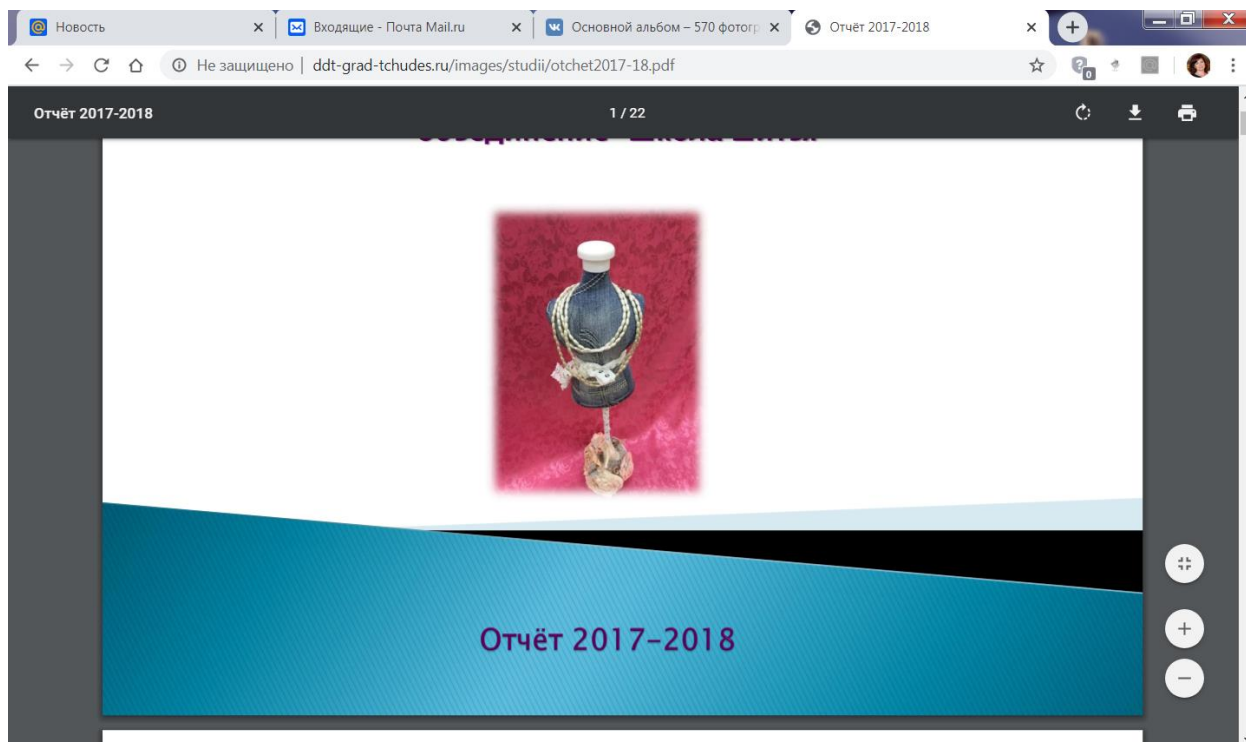 Новость
Входящие - Почта Mail.ru
Основной альбом – 570 фотогр
Отчёт 2017-2018
Не защищено | ddt-grad-tchudes.ru/images/studii/otchet2017-18.pdf
0
Отчёт 2017-2018
1 / 22
Отчёт 2017-2018